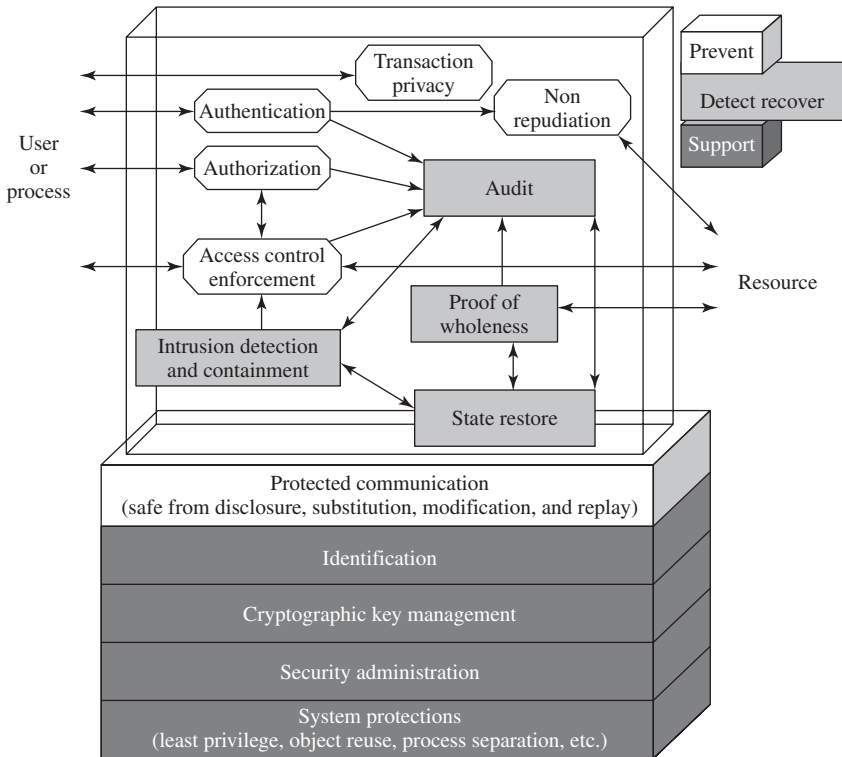 Prevent
Detect recover
Support
Transaction
privacy
Authentication
Non
repudiation
User
or
process
Authorization
Audit
Access control
enforcement
Resource
Proof of
wholeness
Intrusion detection
and containment
State restore
Protected communication
(safe from disclosure, substitution, modification, and replay)
Identification
Cryptographic key management
Security administration
System protections
(least privilege, object reuse, process separation, etc.)